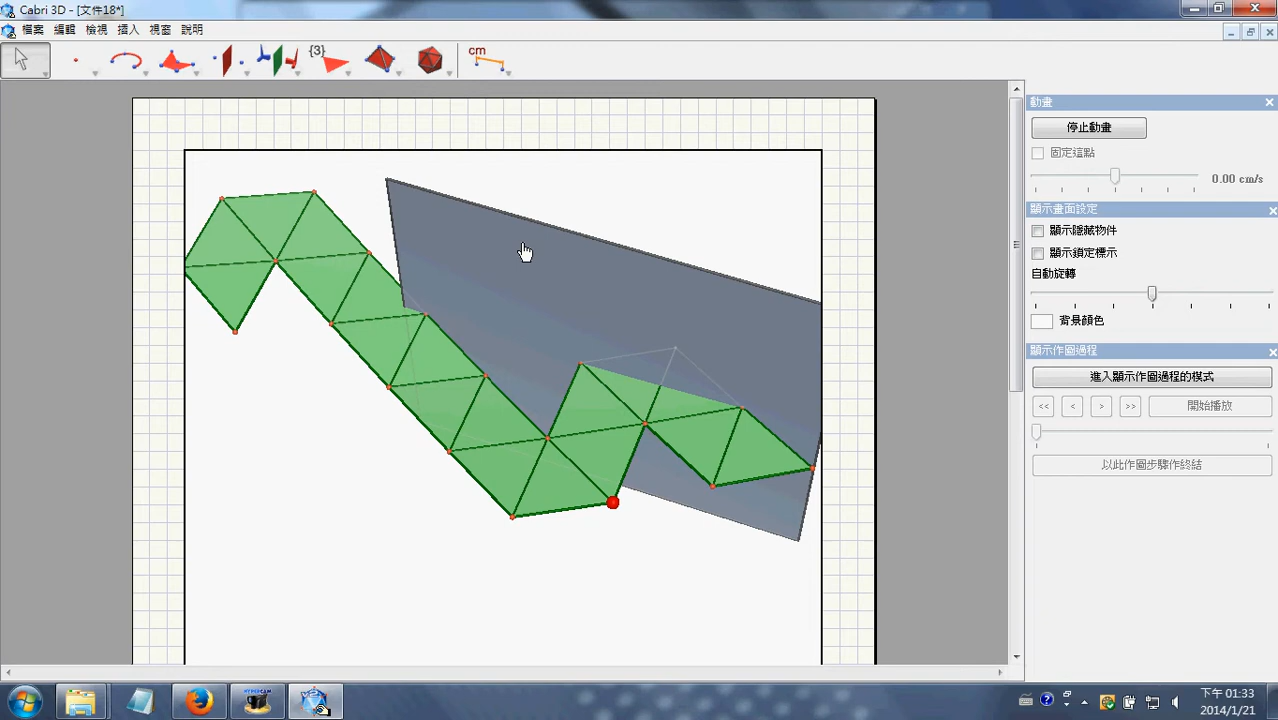 Cabri 3D - [文件18*]
檔案 編輯 檢視 插入 視窗 說明
{3}
cm
動畫
停止動畫
固定這點
0.00 cm/s
顯示畫面設定
顯示隱藏物件
顯示鎖定標示
自動旋轉
背景顏色
顯示作圖過程
進入顯示作圖過程的模式
<< < > >> 開始播放
以此作圖步驟作終結
HYPERCAM
下午 01:33
2014/1/21